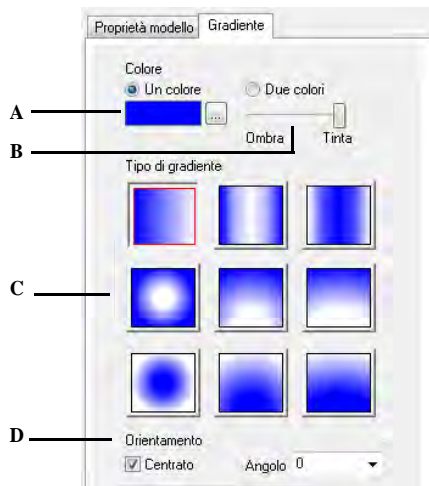 Proprietà modello Gradiente
Colore
Un colore Due colori
A
...
B
Ombra Tinta
Tipo di gradiente
C
D
Orientamento
Centrato Angolo 0